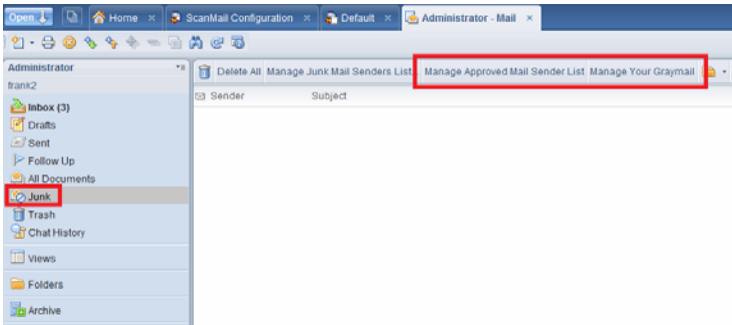 Open Home ScanMail Configuration Default Administrator - Mail
Administrator
frank2
Delete All Manage Junk Mail Senders List... Manage Approved Mail Sender List Manage Your Graymail
Sender Subject
Inbox (3)
Drafts
Sent
Follow Up
All Documents
Junk
Trash
Chat History
Views
Folders
Archive